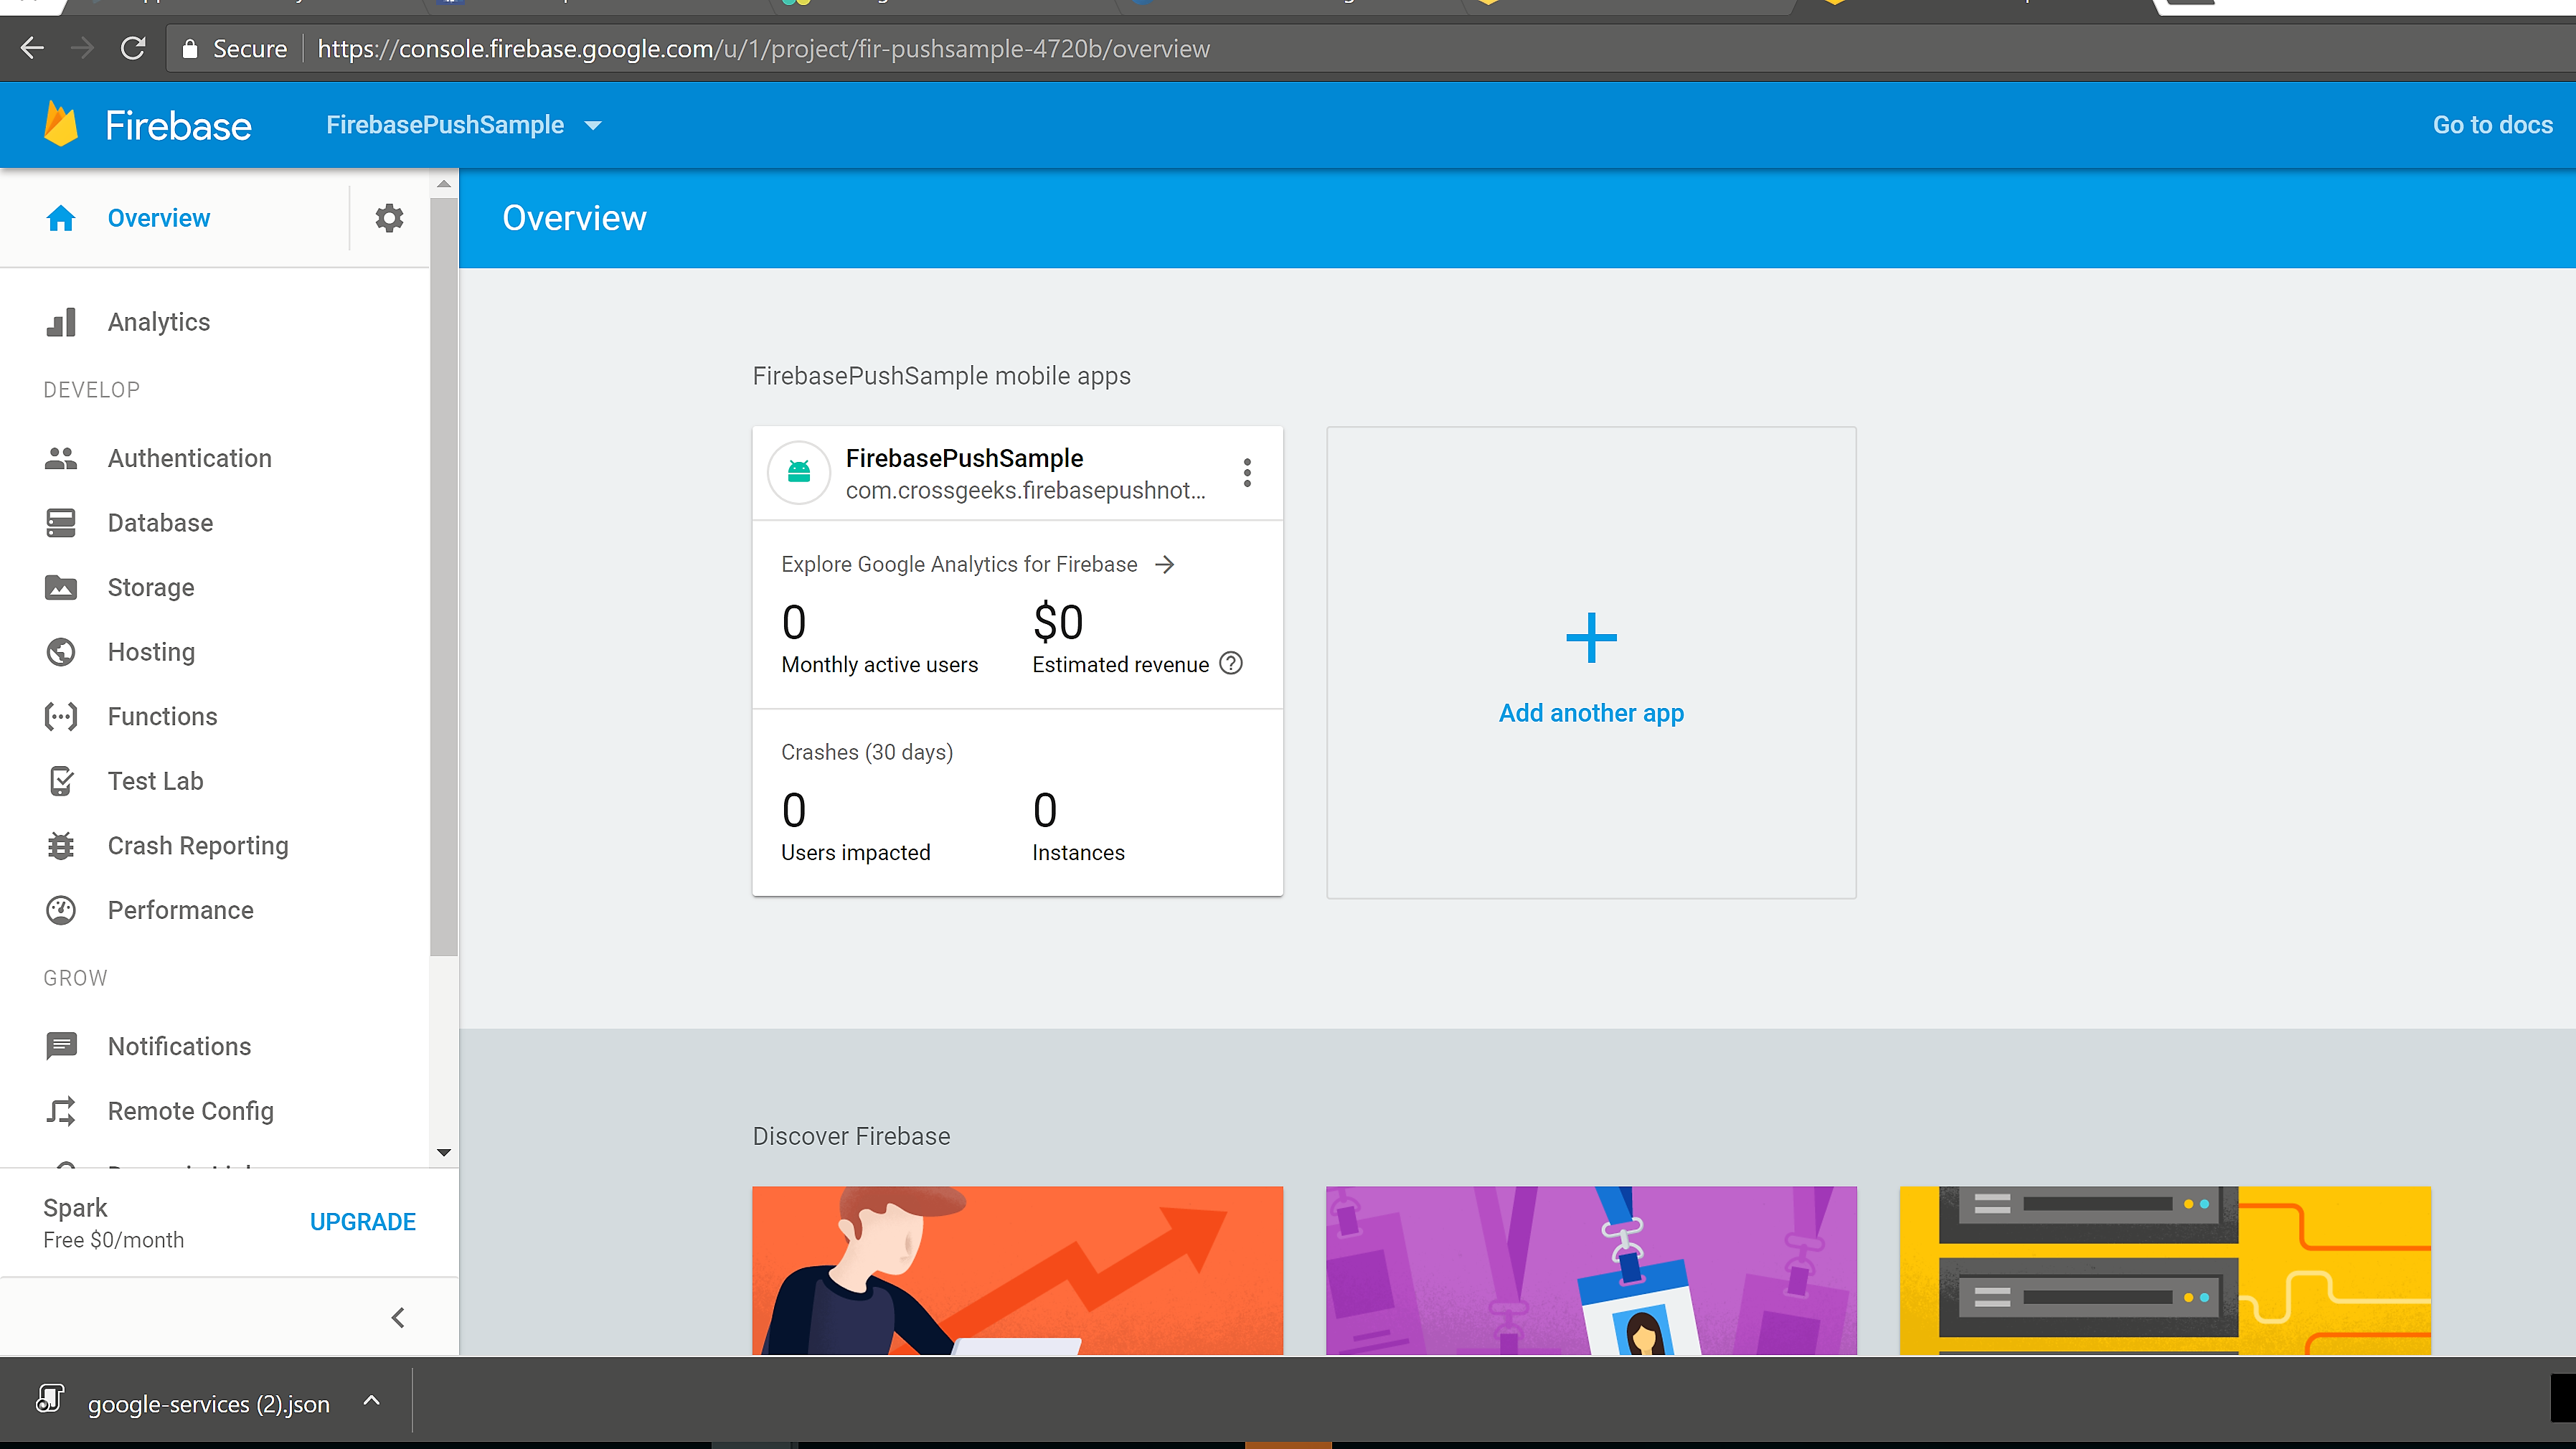 Secure https://console.firebase.google.com/u/1/project/fir-pushsample-4720b/overview
Firebase FirebasePushSample Go to docs
Overview
Overview
Analytics
DEVELOP
Authentication
Database
Storage
Hosting
Functions
Test Lab
Crash Reporting
Performance
GROW
Notifications
Remote Config
Spark
Free $0/month
UPGRADE
FirebasePushSample mobile apps
FirebasePushSample
com.crossgeeks.firebasepushnot...
Explore Google Analytics for Firebase
0 $0
Monthly active users Estimated revenue
Crashes (30 days)
0 0
Users impacted Instances
Add another app
Discover Firebase
google-services (2).json